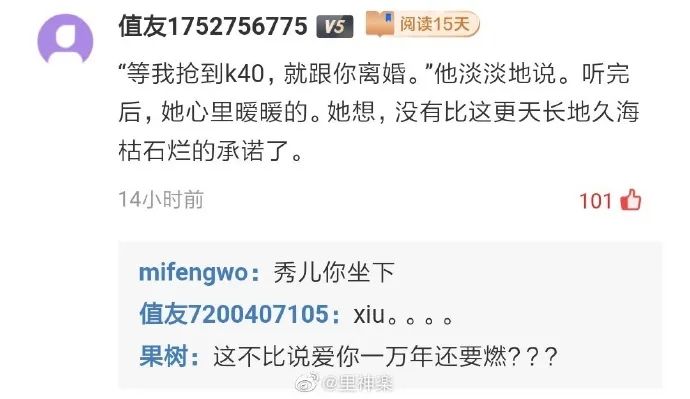 值友1752756775 V5 阅读15天
“等我抢到k40，就跟你离婚。”他淡淡地说。听完
后，她心里暖暖的。她想，没有比这更天长地久海
枯石烂的承诺了。
14小时前 101
mifengwo：秀儿你坐下
值友7200407105：xiu。。。。
果树：这不比说爱你一万年还要燃？？？
@里神楽